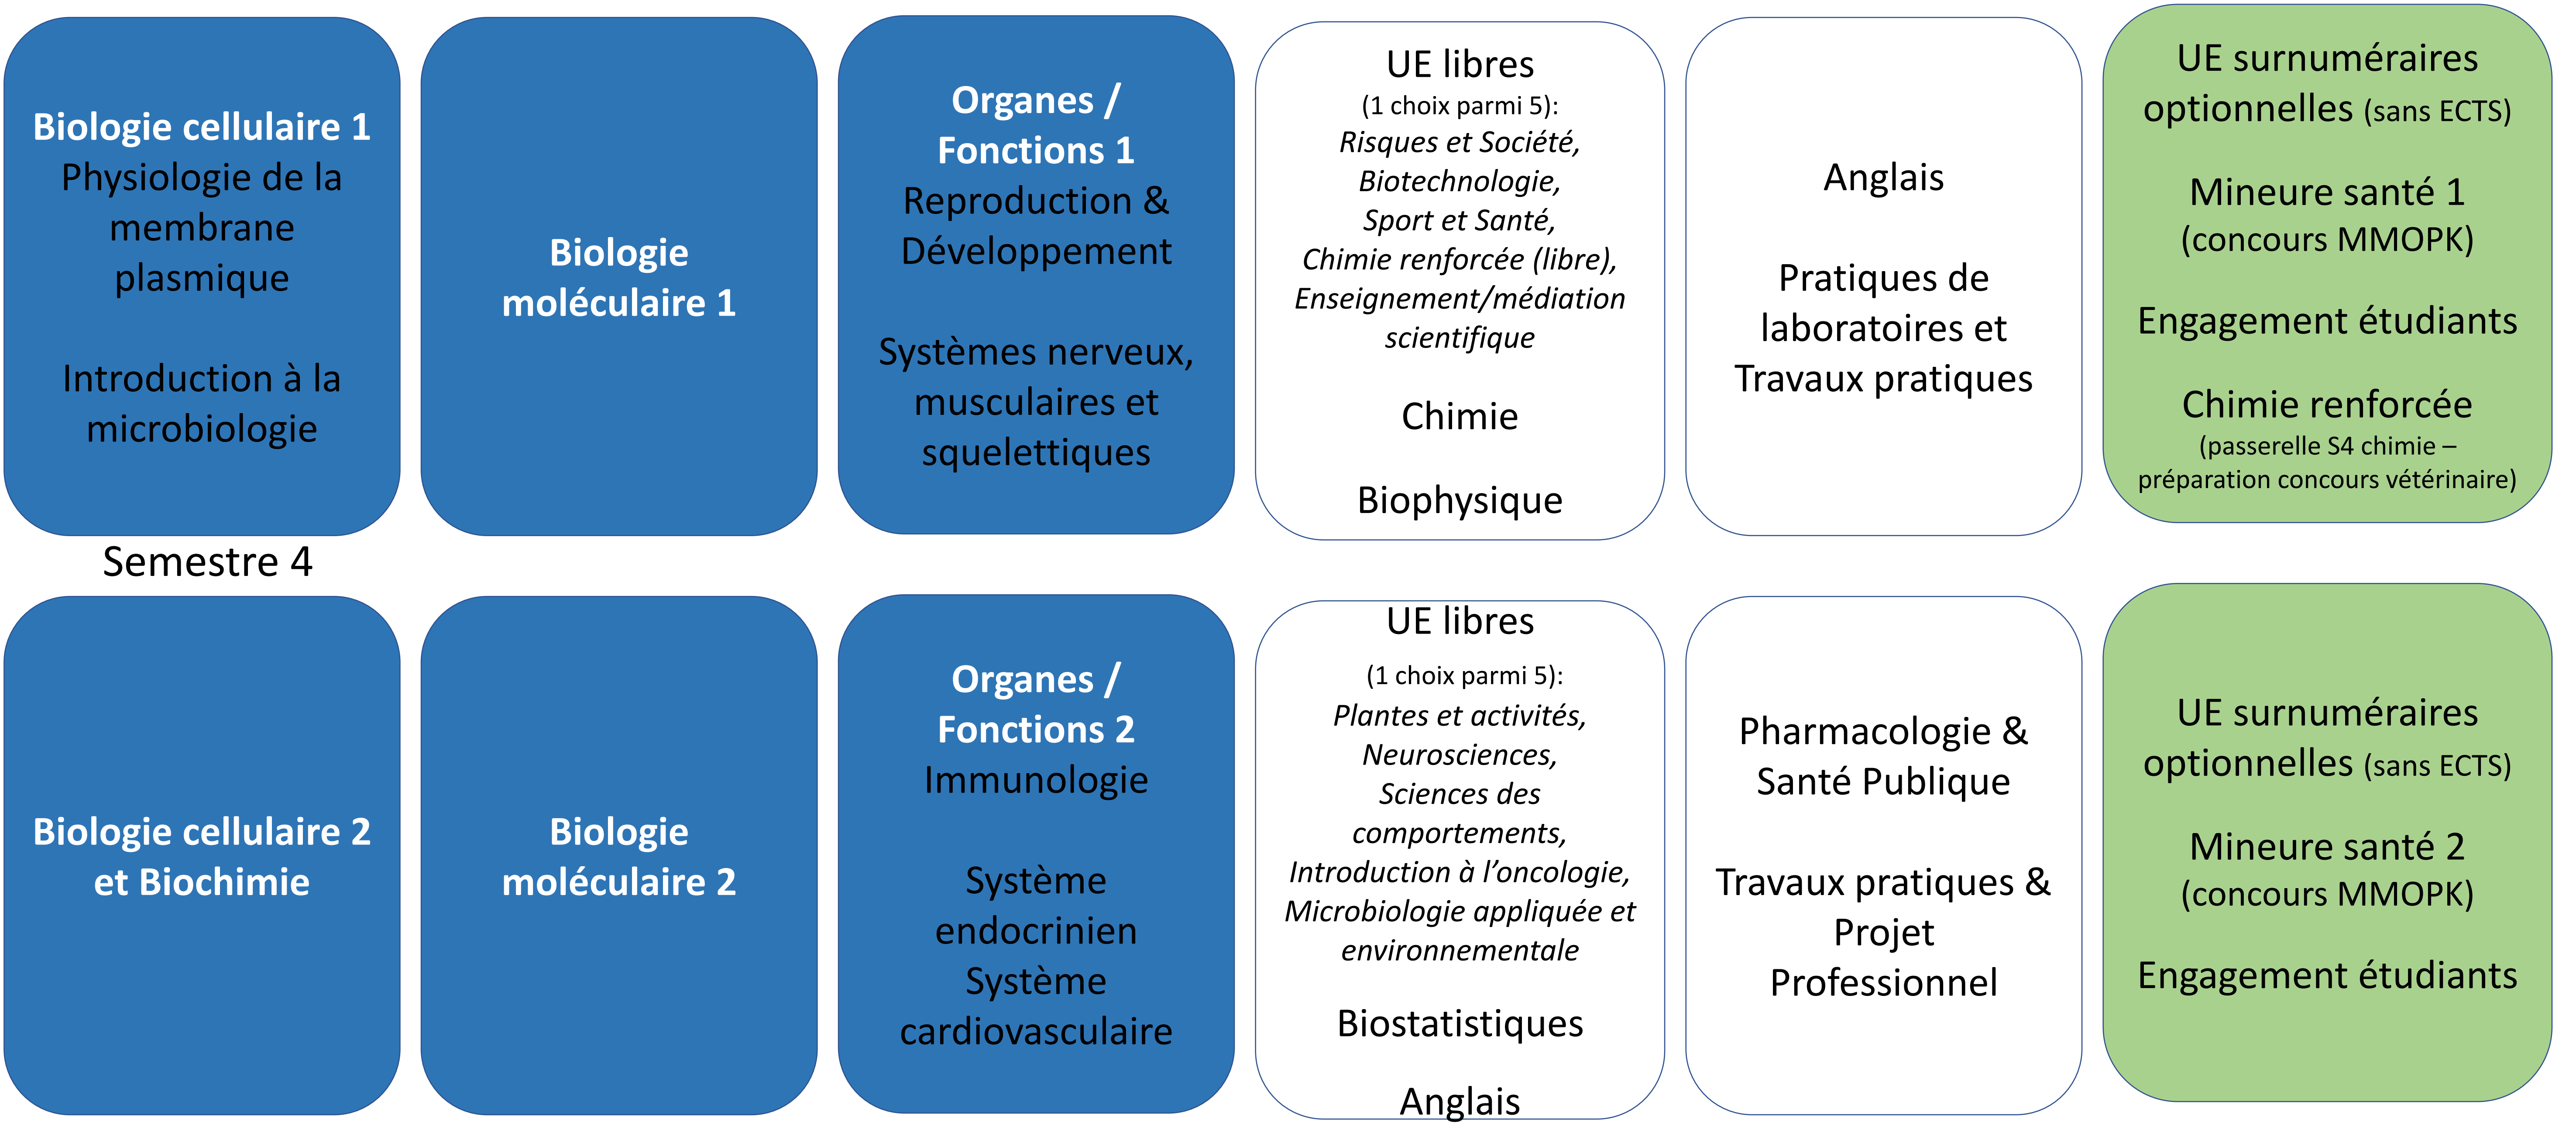 Biologie cellulaire 1
Physiologie de la
membrane
plasmique
Introduction à la
microbiologie
Biologie
moléculaire 1
Organes /
Fonctions 1
Reproduction &
Développement
Systèmes nerveux,
musculaires et
squelettiques
UE libres
(1 choix parmi 5):
Risques et Société,
Biotechnologie,
Sport et Santé,
Chimie renforcée (libre),
Enseignement/médiation
scientifique
Chimie
Biophysique
Anglais
Pratiques de
laboratoires et
Travaux pratiques
UE surnuméraires
optionnelles (sans ECTS)
Mineure santé 1
(concours MMOPK)
Engagement étudiants
Chimie renforcée
(passerelle S4 chimie –
préparation concours vétérinaire)
Semestre 4
Biologie cellulaire 2
et Biochimie
Biologie
moléculaire 2
Organes /
Fonctions 2
Immunologie
Système
endocrinien
Système
cardiovasculaire
UE libres
(1 choix parmi 5):
Plantes et activités,
Neurosciences,
Sciences des
comportements,
Introduction à l’oncologie,
Microbiologie appliquée et
environnementale
Biostatistiques
Anglais
Pharmacologie &
Santé Publique
Travaux pratiques &
Projet
Professionnel
UE surnuméraires
optionnelles (sans ECTS)
Mineure santé 2
(concours MMOPK)
Engagement étudiants